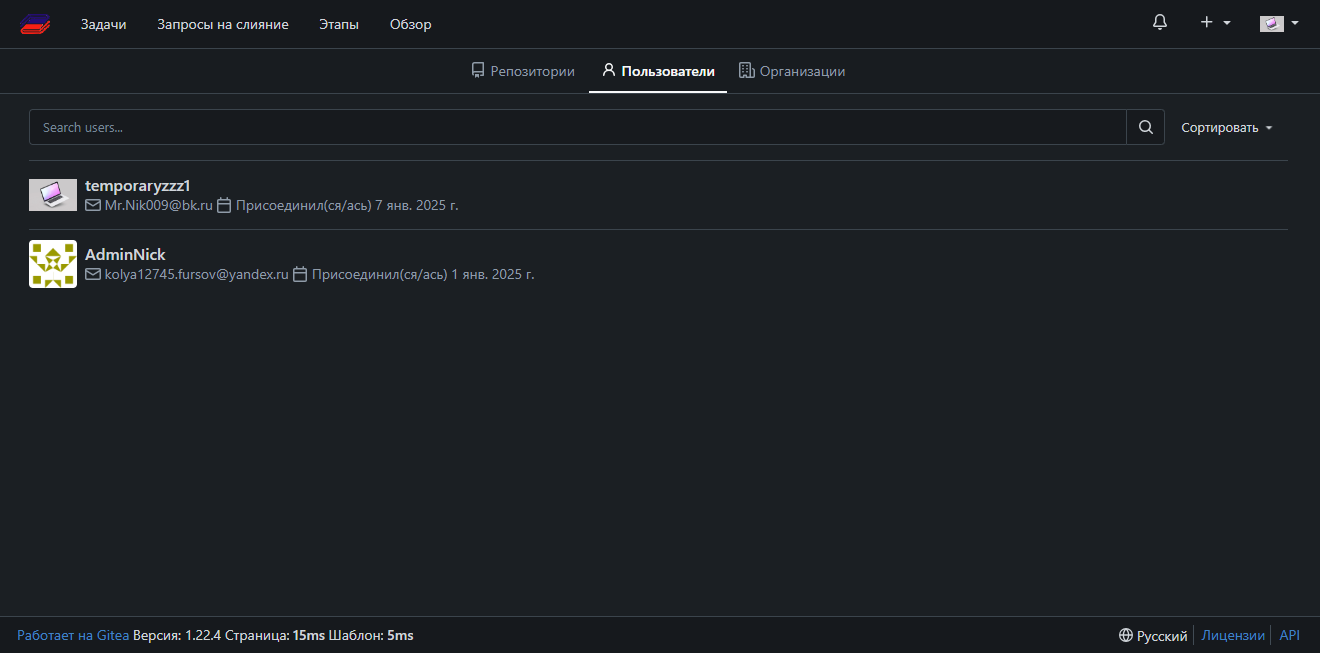 Задачи Запросы на слияние Этапы Обзор
Репозитории Пользователи Организации
Search users... Сортировать
temporaryzzz1
Mr.Nik009@bk.ru Присоединил(ся/ась) 7 янв. 2025 г.
AdminNick
kolya12745.fursov@yandex.ru Присоединил(ся/ась) 1 янв. 2025 г.
Работает на Gitea Версия: 1.22.4 Страница: 15ms Шаблон: 5ms Русский Лицензии API